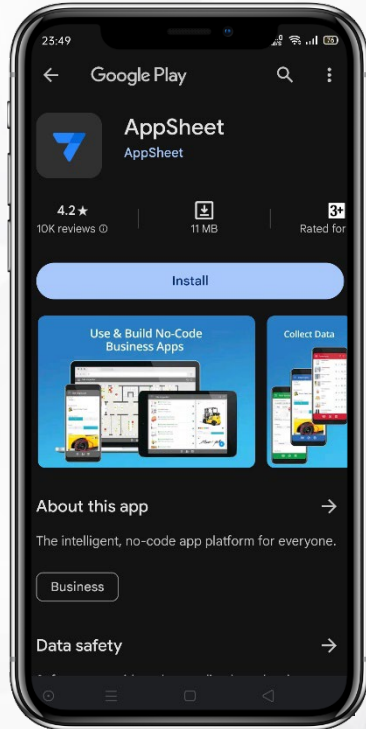 23:49
76
Google Play
AppSheet
AppSheet
4.2★
10K reviews
11 MB
3+
Rated for
Install
Use & Build No-Code
Business Apps
Collect Data
About this app
The intelligent, no-code app platform for everyone.
Business
Data safety